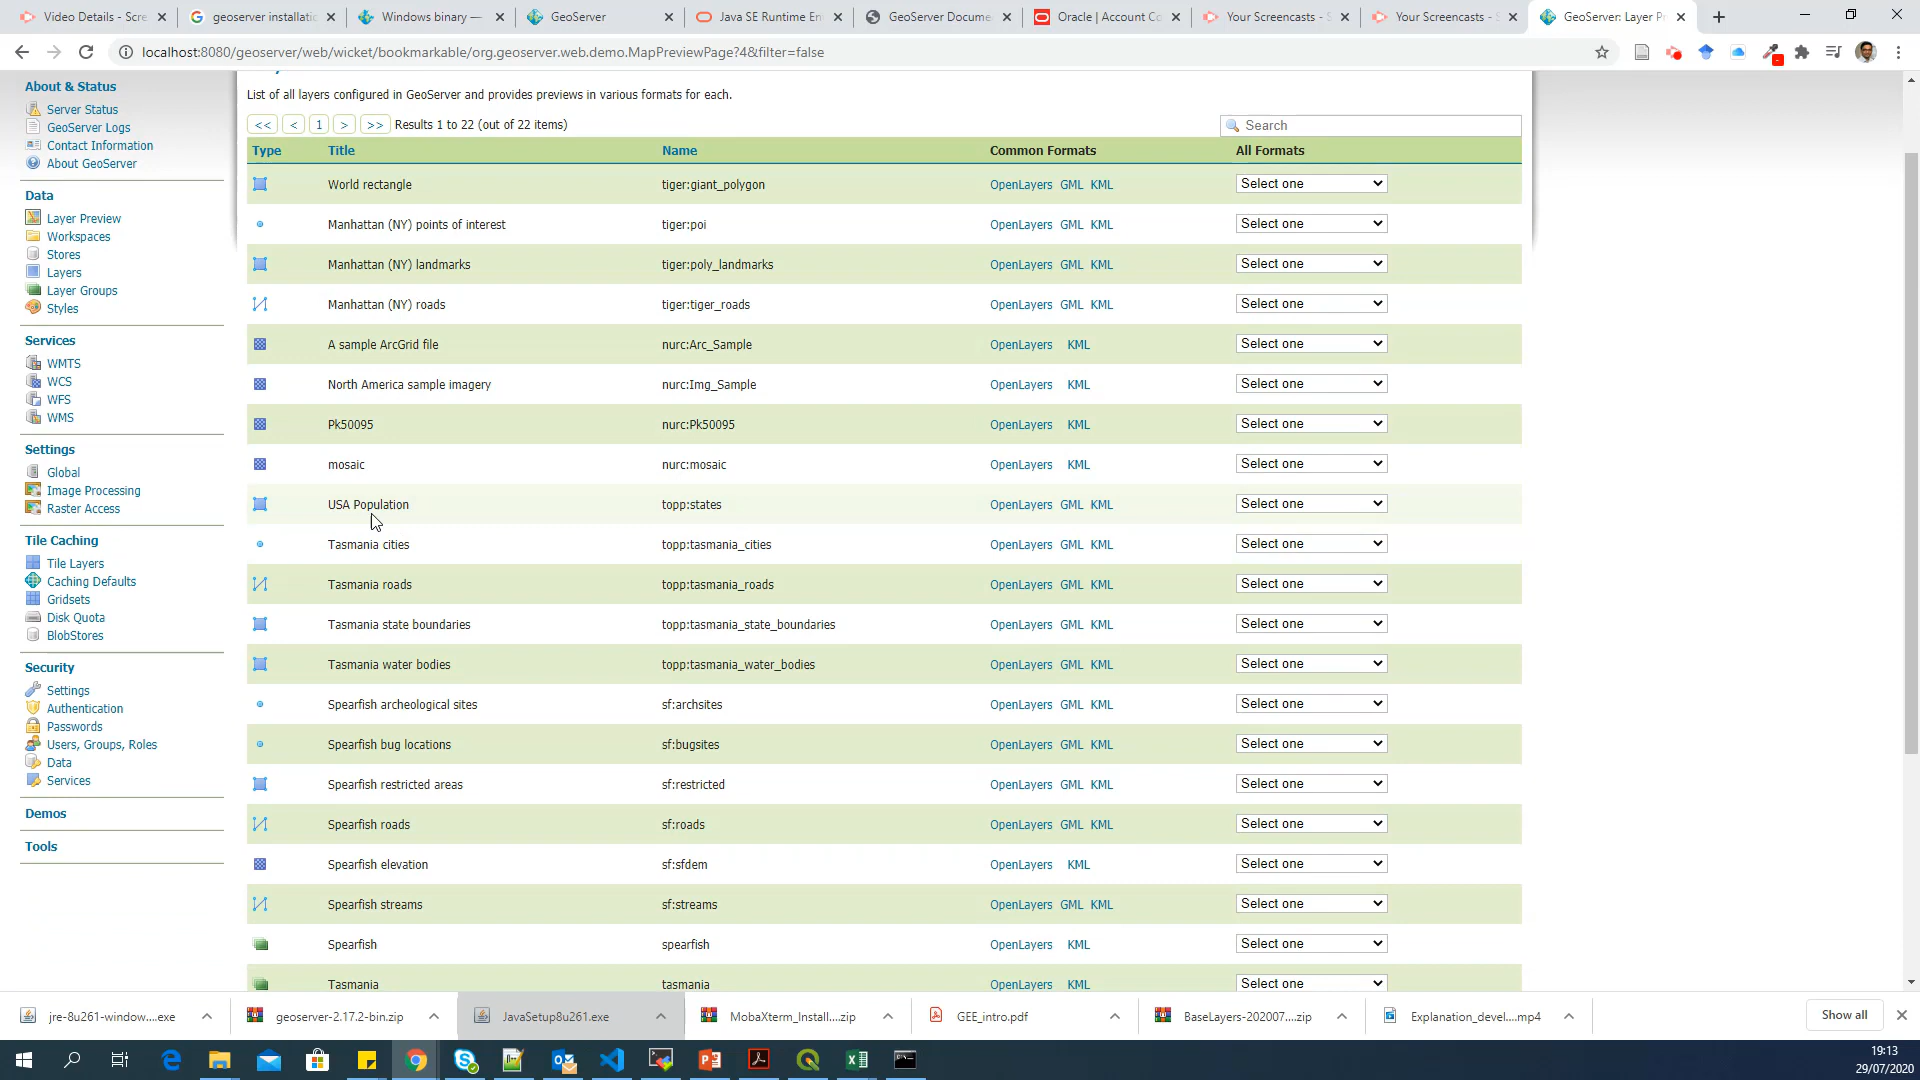 Video Details - Scre
geoserver installatic
Windows binary —
GeoServer
Java SE Runtime En
GeoServer Docume
Oracle | Account Co
Your Screencasts - S
Your Screencasts - S
GeoServer: Layer Pr
localhost:8080/geoserver/web/wicket/bookmarkable/org.geoserver.web.demo.MapPreviewPage?4&filter=false
About & Status
Server Status
GeoServer Logs
Contact Information
About GeoServer
Data
Layer Preview
Workspaces
Stores
Layers
Layer Groups
Styles
Services
WMTS
WCS
WFS
WMS
Settings
Global
Image Processing
Raster Access
Tile Caching
Tile Layers
Caching Defaults
Gridsets
Disk Quota
BlobStores
Security
Settings
Authentication
Passwords
Users, Groups, Roles
Data
Services
Demos
Tools
List of all layers configured in GeoServer and provides previews in various formats for each.
<< < 1 > >> Results 1 to 22 (out of 22 items) Search
Type Title Name Common Formats All Formats
World rectangle tiger:giant_polygon OpenLayers GML KML Select one
Manhattan (NY) points of interest tiger:poi OpenLayers GML KML Select one
Manhattan (NY) landmarks tiger:poly_landmarks OpenLayers GML KML Select one
Manhattan (NY) roads tiger:tiger_roads OpenLayers GML KML Select one
A sample ArcGrid file nurc:Arc_Sample OpenLayers KML Select one
North America sample imagery nurc:Img_Sample OpenLayers KML Select one
Pk50095 nurc:Pk50095 OpenLayers KML Select one
mosaic nurc:mosaic OpenLayers KML Select one
USA Population topp:states OpenLayers GML KML Select one
Tasmania cities topp:tasmania_cities OpenLayers GML KML Select one
Tasmania roads topp:tasmania_roads OpenLayers GML KML Select one
Tasmania state boundaries topp:tasmania_state_boundaries OpenLayers GML KML Select one
Tasmania water bodies topp:tasmania_water_bodies OpenLayers GML KML Select one
Spearfish archeological sites sf:archsites OpenLayers GML KML Select one
Spearfish bug locations sf:bugsites OpenLayers GML KML Select one
Spearfish restricted areas sf:restricted OpenLayers GML KML Select one
Spearfish roads sf:roads OpenLayers GML KML Select one
Spearfish elevation sf:sfdem OpenLayers KML Select one
Spearfish streams sf:streams OpenLayers GML KML Select one
Spearfish spearfish OpenLayers KML Select one
Tasmania tasmania OpenLayers KML Select one
jre-8u261-window....exe
geoserver-2.17.2-bin.zip
JavaSetup8u261.exe
MobaXterm_Install....zip
GEE_intro.pdf
BaseLayers-202007....zip
Explanation_devel....mp4
Show all
19:13
29/07/2020